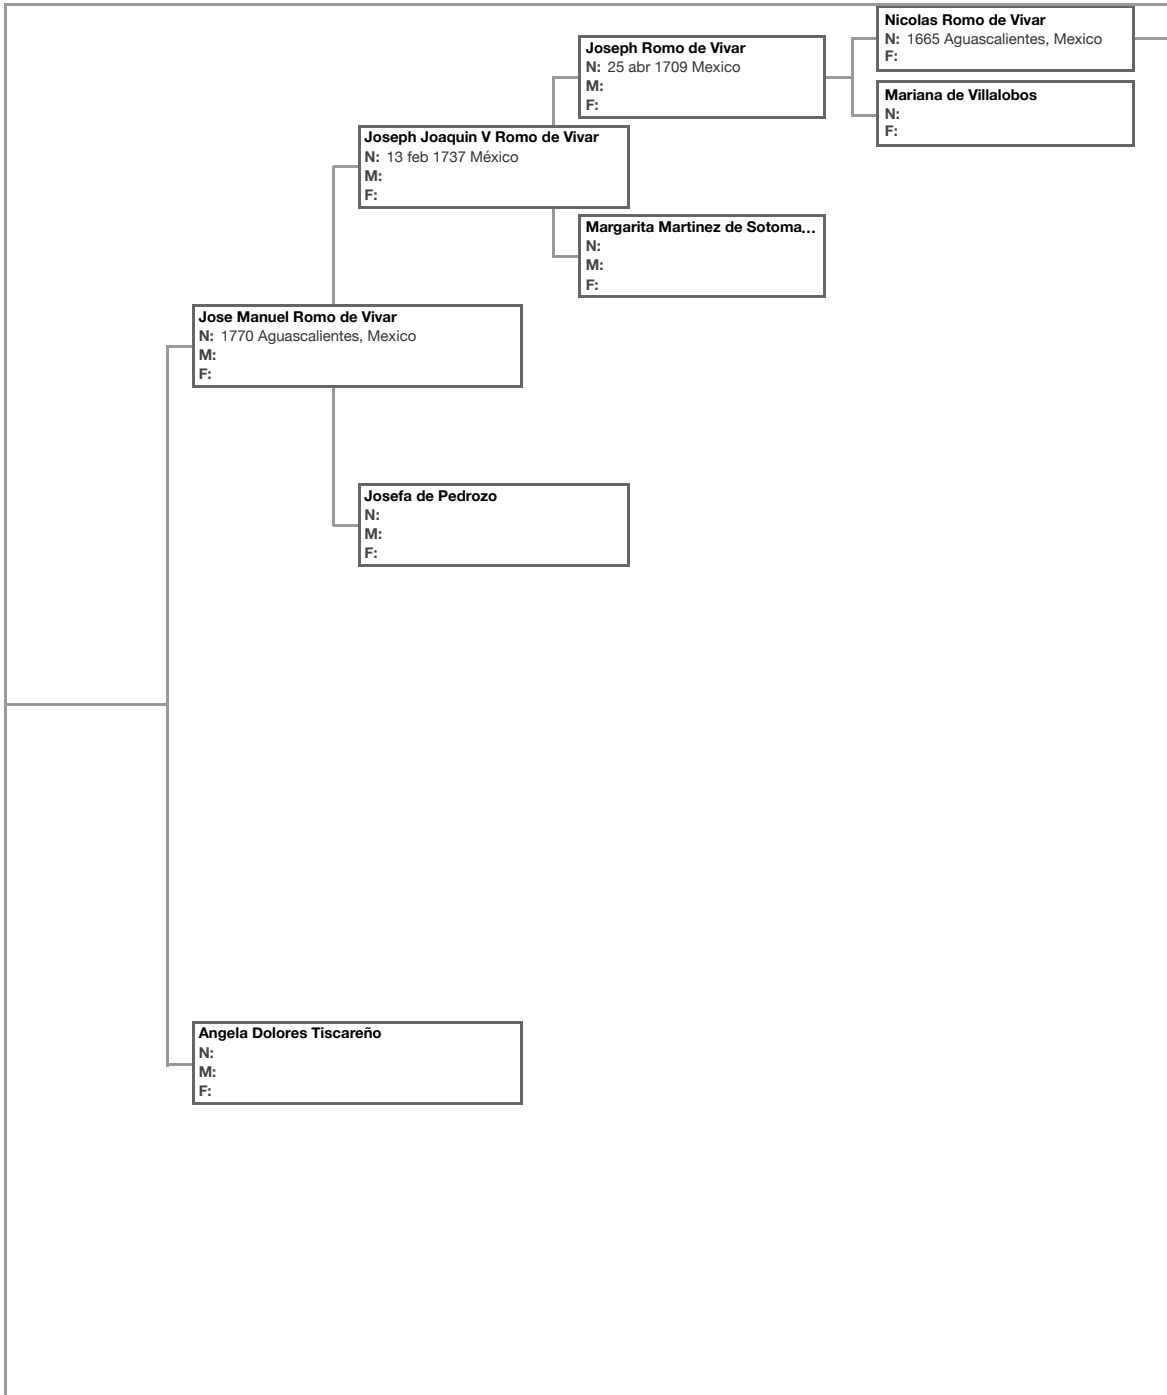 Nicolas Romo de Vivar
N: 1665 Aguascalientes, Mexico
F:
Joseph Romo de Vivar
N: 25 abr 1709 Mexico
M:
F:
Mariana de Villalobos
N:
F:
Joseph Joaquin V Romo de Vivar
N: 13 feb 1737 México
M:
F:
Margarita Martinez de Sotoma...
N:
M:
F:
Jose Manuel Romo de Vivar
N: 1770 Aguascalientes, Mexico
M:
F:
Josefa de Pedrozo
N:
M:
F:
Angela Dolores Tiscareño
N:
M:
F: